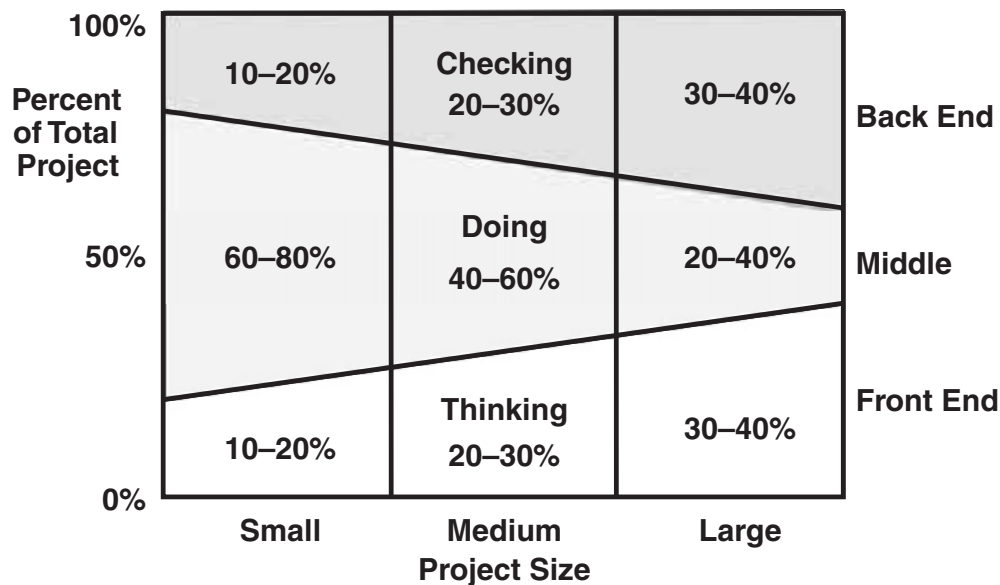 100%
Percent
of Total
Project
50%
0%
10–20%
Checking
20–30%
30–40%
Back End
60–80%
Doing
40–60%
20–40%
Middle
10–20%
Thinking
20–30%
30–40%
Front End
Small
Medium
Large
Project Size